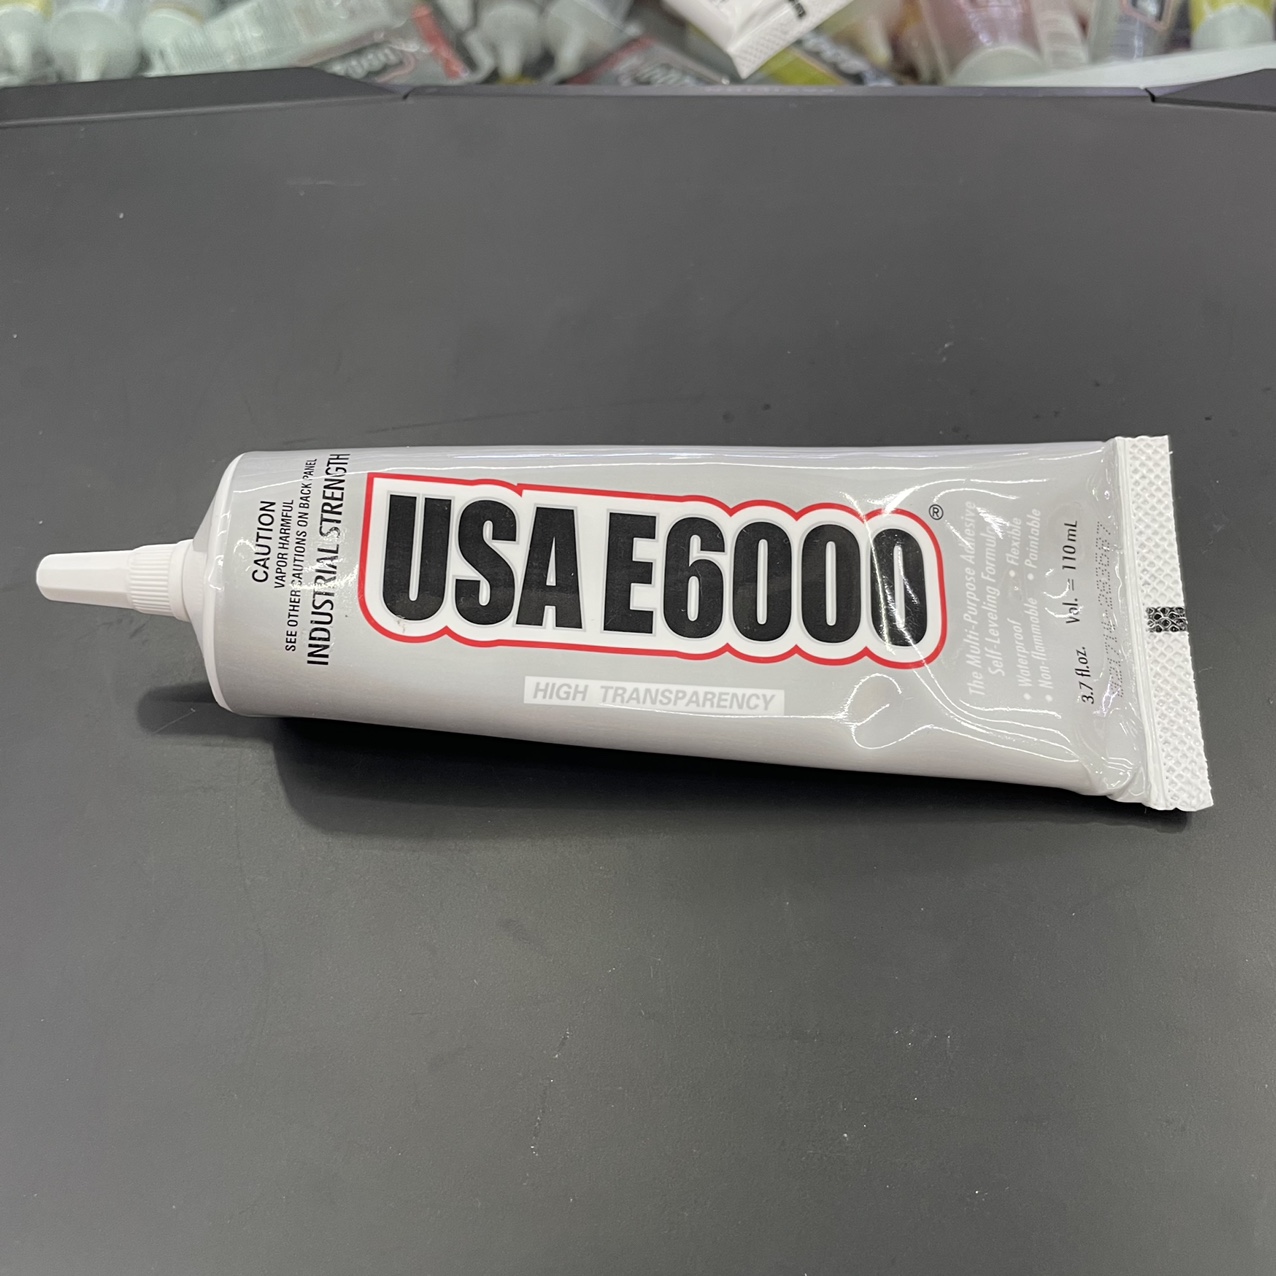 CAUTION
VAPOR HARMFUL
SEE OTHER CAUTIONS ON BACK PANEL
INDUSTRIAL STRENGTH
USA E6000®
HIGH TRANSPARENCY
The Multi-Purpose Adhesive
Self-Leveling Formula
• Waterproof • Flexible
• Non-flammable • Paintable
3.7 fl.oz. Vol. = 110 mL